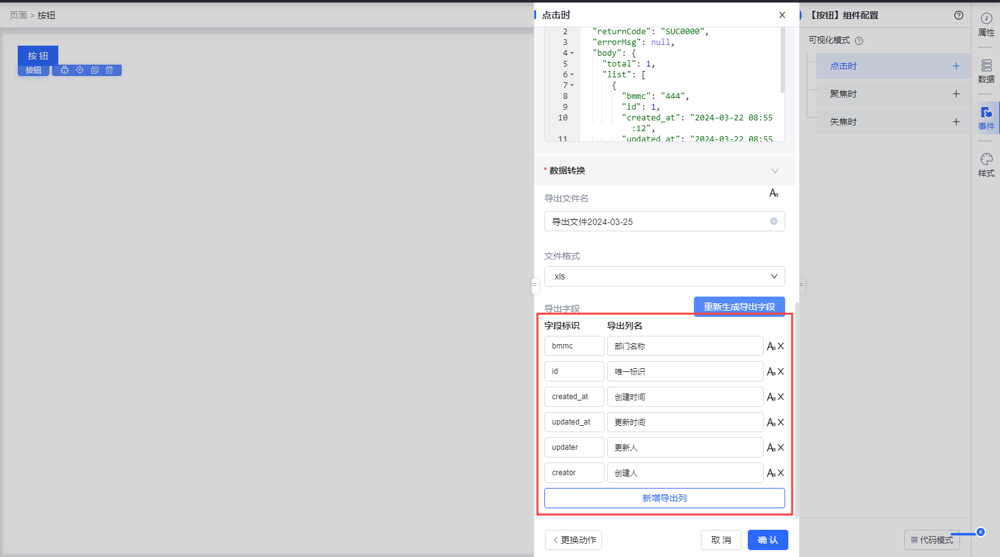 页面 > 按钮
按 钮
按钮
点击时
2 "returnCode": "SUC0000",
3 "errorMsg": null,
4 "body": {
5 "total": 1,
6 "list": [
7 {
8 "bmmc": "444",
9 "id": 1,
10 "created_at": "2024-03-22 08:55
:12",
11 "updated_at": "2024-03-22 08:55
* 数据转换
导出文件名
Aa
导出文件2024-03-25
文件格式
.xls
导出字段
重新生成导出字段
字段标识 导出列名
bmmc 部门名称 Aa
id 唯一标识 Aa
created_at 创建时间 Aa
updated_at 更新时间 Aa
updater 更新人 Aa
creator 创建人 Aa
新增导出列
< 更换动作
取 消
确 认
【按钮】组件配置
可视化模式
点击时
聚焦时
失焦时
代码模式
属性
数据
事件
样式